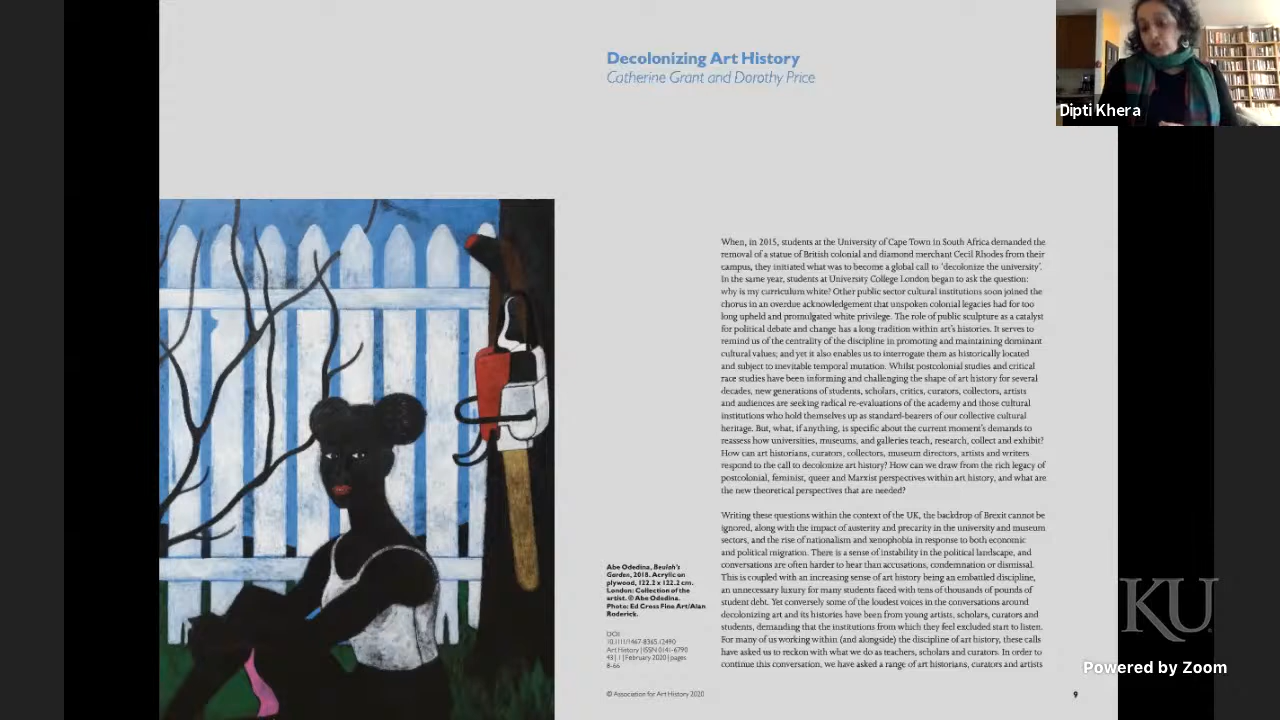 Decolonizing Art History
Catherine Grant and Dorothy Price
Dipti Khera
When, in 2015, students at the University of Cape Town in South Africa demanded the
removal of a statue of British colonial and diamond merchant Cecil Rhodes from their
campus, they initiated what was to become a global call to ‘decolonize the university’.
In the same year, students at University College London began to ask the question:
why is my curriculum white? Other public sector cultural institutions soon joined the
chorus in an overdue acknowledgement that unspoken colonial legacies had for too
long upheld and promulgated white privilege. The role of public sculpture as a catalyst
for political debate and change has a long tradition within art’s histories. It serves to
remind us of the centrality of the discipline in promoting and maintaining dominant
cultural values; and yet it also enables us to interrogate them as historically located
and subject to inevitable temporal mutation. Whilst postcolonial studies and critical
race studies have been informing and challenging the shape of art history for several
decades, new generations of students, scholars, critics, curators, collectors, artists
and audiences are seeking radical re-evaluations of the academy and those cultural
institutions who hold themselves up as standard-bearers of our collective cultural
heritage. But, what, if anything, is specific about the current moment’s demands to
reassess how universities, museums, and galleries teach, research, collect and exhibit?
How can art historians, curators, collectors, museum directors, artists and writers
respond to the call to decolonize art history? How can we draw from the rich legacy of
postcolonial, feminist, queer and Marxist perspectives within art history, and what are
the new theoretical perspectives that are needed?
Writing these questions within the context of the UK, the backdrop of Brexit cannot be
ignored, along with the impact of austerity and precarity in the university and museum
sectors, and the rise of nationalism and xenophobia in response to both economic
and political migration. There is a sense of instability in the political landscape, and
conversations are often harder to hear than accusations, condemnation or dismissal.
This is coupled with an increasing sense of art history being an embattled discipline,
an unnecessary luxury for many students faced with tens of thousands of pounds of
student debt. Yet conversely some of the loudest voices in the conversations around
decolonizing art and its histories have been from young artists, scholars, curators and
students, demanding that the institutions from which they feel excluded start to listen.
For many of us working within (and alongside) the discipline of art history, these calls
have asked us to reckon with what we do as teachers, scholars and curators. In order to
continue this conversation, we have asked a range of art historians, curators and artists
Abe Odedina, Beulah’s
Garden, 2018. Acrylic on
plywood, 122.2 x 122.2 cm.
London: Collection of the
artist. © Abe Odedina.
Photo: Ed Cross Fine Art/Alan
Roderick.
DOI
10.1111/1467-8365.12490
Art History | ISSN 0141-6790
43 | 1 | February 2020 | pages
8-66
© Association for Art History 2020
9
KU
Powered by Zoom